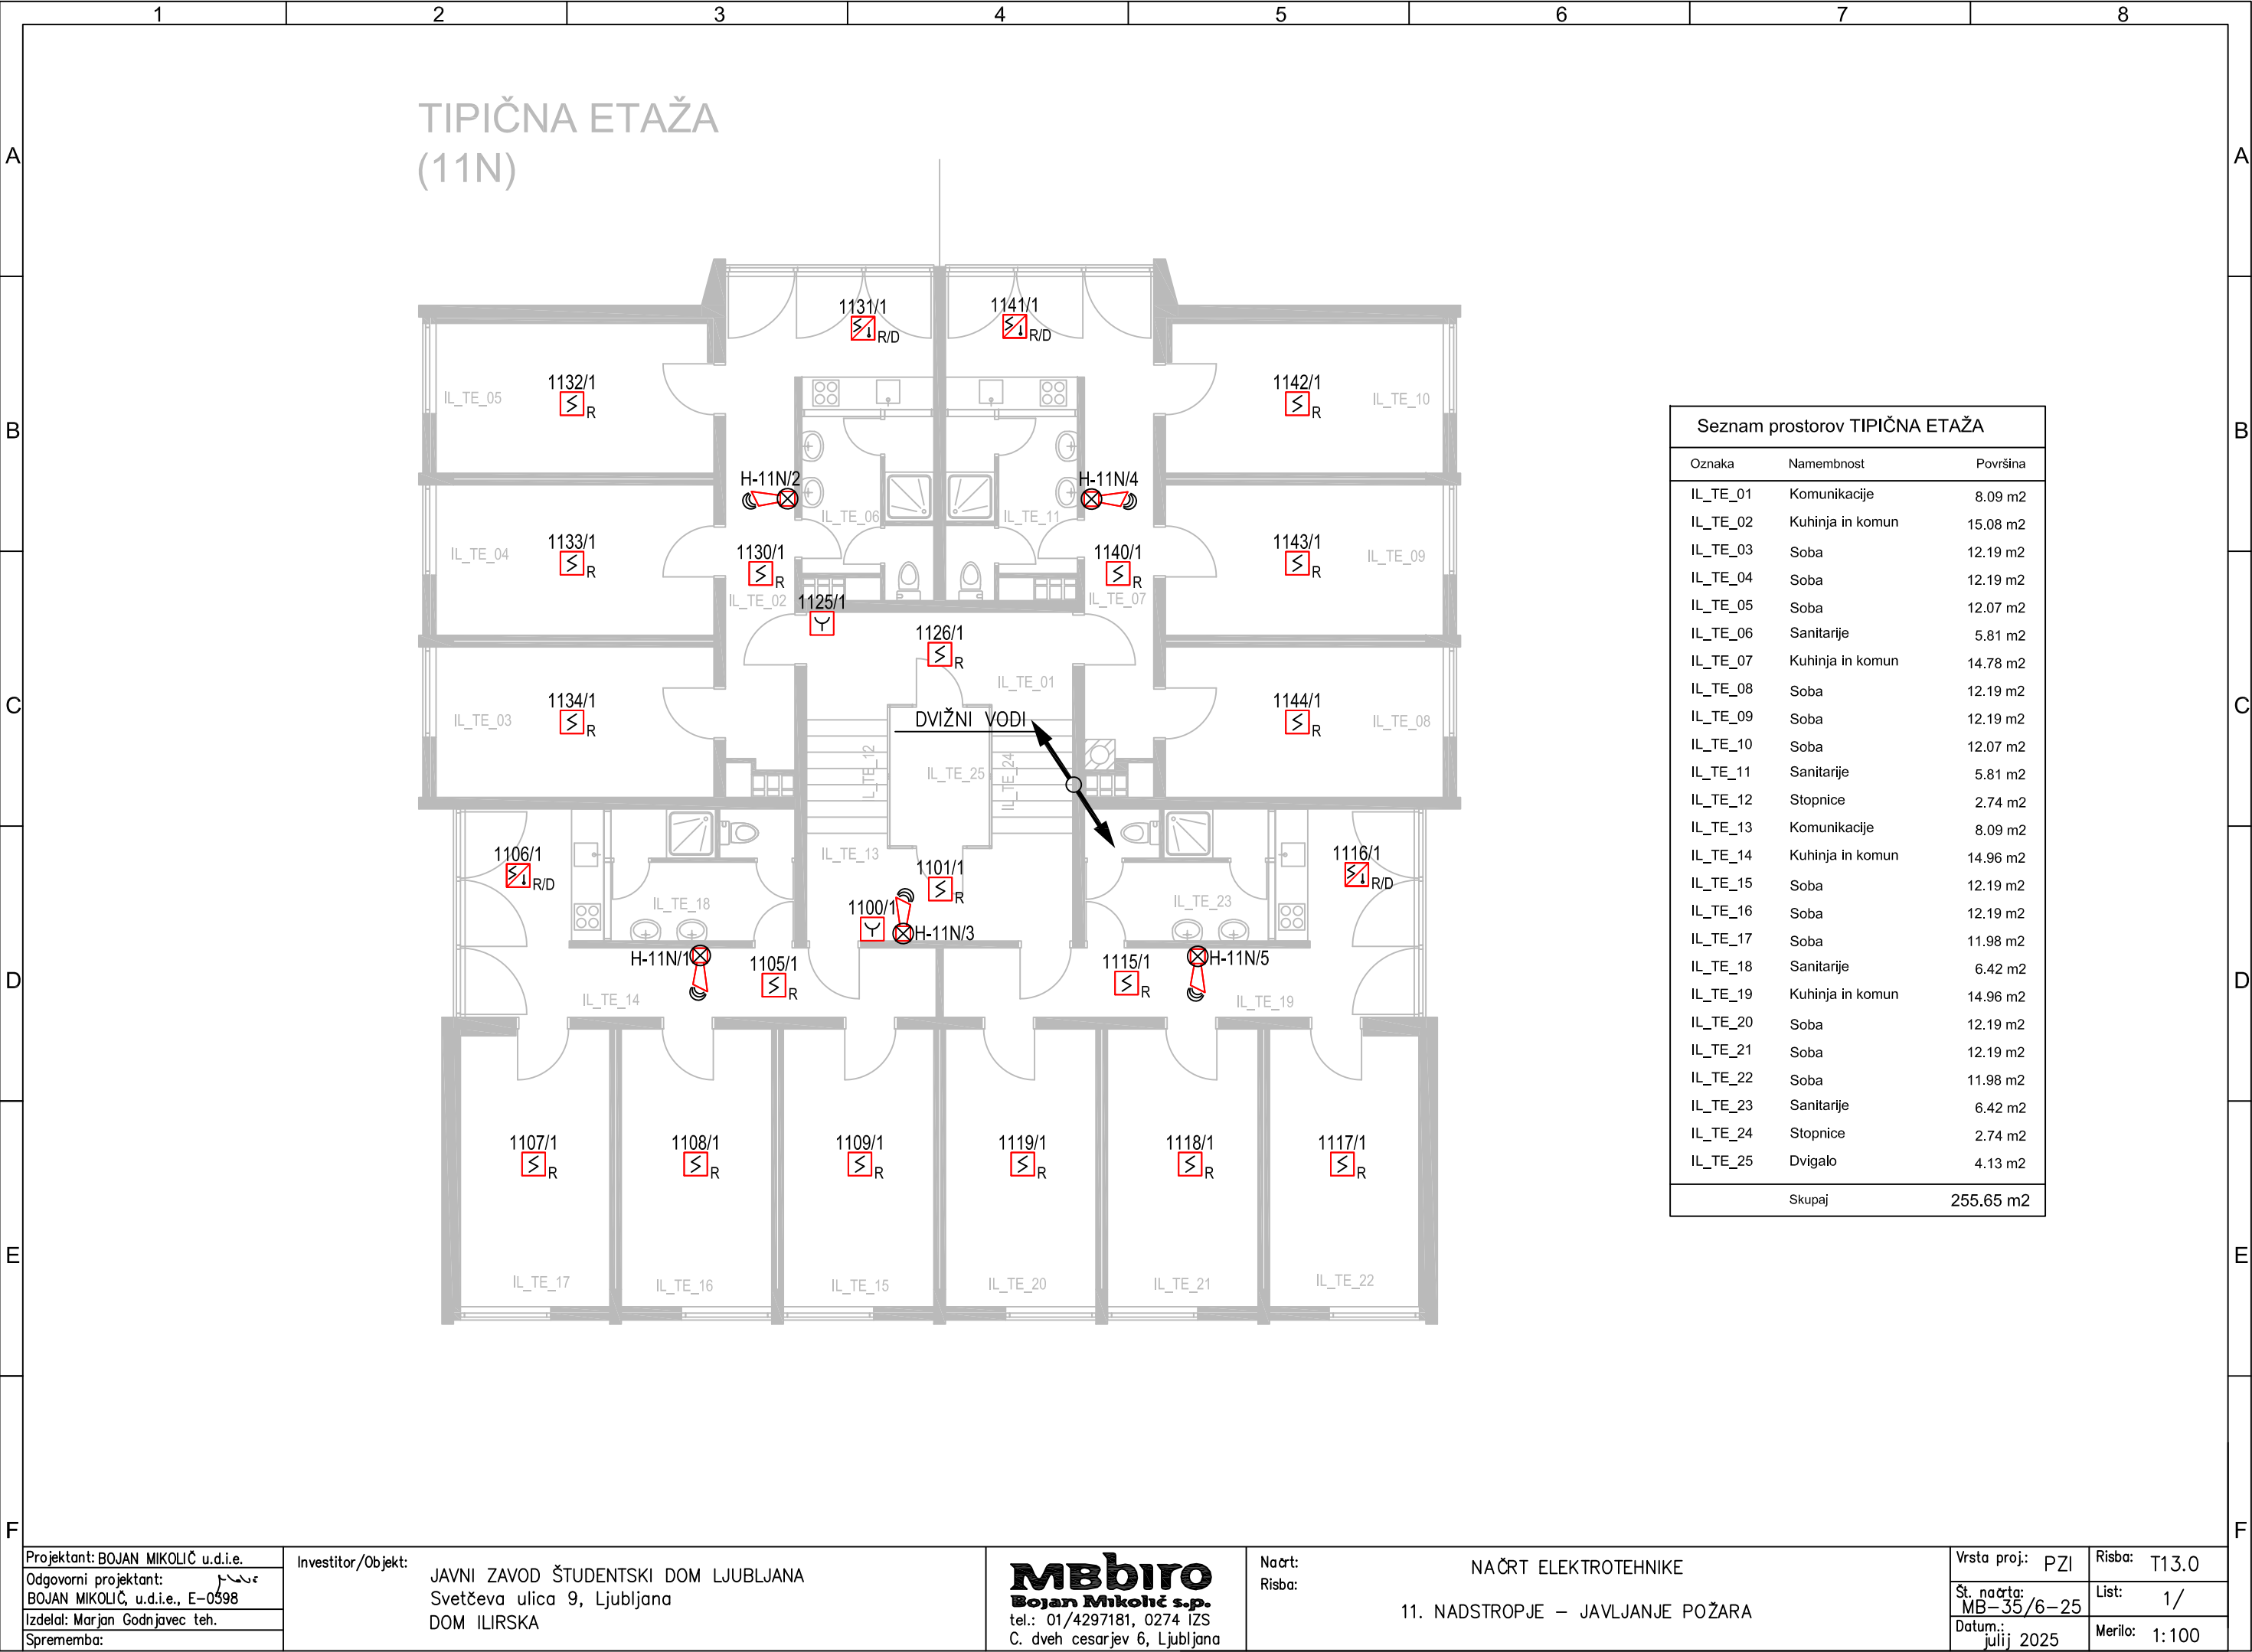 1 2 3 4 5 6 7 8
A A
TIPIČNA ETAŽA
(11N)
B B
C C
D D
E E
F F
1131/1 R/D
1141/1 R/D
1132/1 R
IL_TE_05
1142/1 R
IL_TE_10
H-11N/2
H-11N/4
IL_TE_06
IL_TE_11
1133/1 R
IL_TE_04
1130/1 R
IL_TE_02
1140/1 R
IL_TE_07
1143/1 R
IL_TE_09
1125/1
1126/1 R
IL_TE_01
1134/1 R
IL_TE_03
1144/1 R
IL_TE_08
DVIŽNI VODI
IL_TE_12
IL_TE_25
IL_TE_24
1106/1 R/D
IL_TE_13
1101/1 R
1116/1 R/D
IL_TE_18
1100/1
H-11N/3
IL_TE_23
H-11N/1
1105/1 R
1115/1 R
H-11N/5
IL_TE_14
IL_TE_19
1107/1 R
1108/1 R
1109/1 R
1119/1 R
1118/1 R
1117/1 R
IL_TE_17
IL_TE_16
IL_TE_15
IL_TE_20
IL_TE_21
IL_TE_22
Seznam prostorov TIPIČNA ETAŽA
Oznaka Namembnost Površina
IL_TE_01 Komunikacije 8.09 m2
IL_TE_02 Kuhinja in komun 15.08 m2
IL_TE_03 Soba 12.19 m2
IL_TE_04 Soba 12.19 m2
IL_TE_05 Soba 12.07 m2
IL_TE_06 Sanitarije 5.81 m2
IL_TE_07 Kuhinja in komun 14.78 m2
IL_TE_08 Soba 12.19 m2
IL_TE_09 Soba 12.19 m2
IL_TE_10 Soba 12.07 m2
IL_TE_11 Sanitarije 5.81 m2
IL_TE_12 Stopnice 2.74 m2
IL_TE_13 Komunikacije 8.09 m2
IL_TE_14 Kuhinja in komun 14.96 m2
IL_TE_15 Soba 12.19 m2
IL_TE_16 Soba 12.19 m2
IL_TE_17 Soba 11.98 m2
IL_TE_18 Sanitarije 6.42 m2
IL_TE_19 Kuhinja in komun 14.96 m2
IL_TE_20 Soba 12.19 m2
IL_TE_21 Soba 12.19 m2
IL_TE_22 Soba 11.98 m2
IL_TE_23 Sanitarije 6.42 m2
IL_TE_24 Stopnice 2.74 m2
IL_TE_25 Dvigalo 4.13 m2
Skupaj 255.65 m2
Projektant: BOJAN MIKOLIČ u.d.i.e.
Odgovorni projektant:
BOJAN MIKOLIČ, u.d.i.e., E-0598
Izdelal: Marjan Godnjavec teh.
Sprememba:
Investitor/Objekt:
JAVNI ZAVOD ŠTUDENTSKI DOM LJUBLJANA
Svetčeva ulica 9, Ljubljana
DOM ILIRSKA
MBbiro
Bojan Mikolič s.p.
tel.: 01/4297181, 0274 IZS
C. dveh cesarjev 6, Ljubljana
Načrt: NAČRT ELEKTROTEHNIKE
Risba: 11. NADSTROPJE – JAVLJANJE POŽARA
Vrsta proj.: PZI
Št. načrta: MB-35/6-25
Datum.: julij 2025
Risba: T13.0
List: 1/
Merilo: 1:100